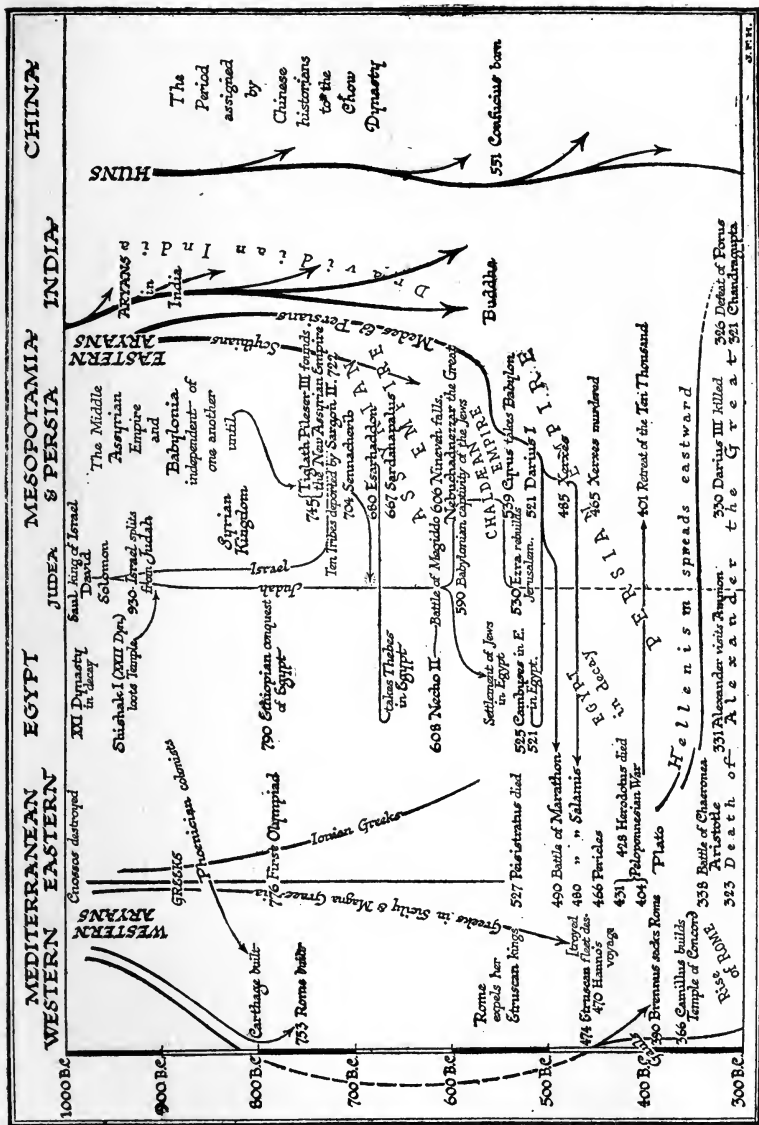 MEDITERRANEAN
WESTERN EASTERN
EGYPT
JUDEA
MESOPOTAMIA
& PERSIA
INDIA
CHINA
1000 B.C.
900 B.C.
800 B.C.
700 B.C.
600 B.C.
500 B.C.
400 B.C.
300 B.C.
WESTERN
ARYANS
Carthage built
753 Rome built
Rome
expels her
Etruscan kings
474 Etruscan fleet des-
[troyed
470 Hanno's
voyage
Gauls
390 Brennus sacks Rome
366 Camillus builds
Temple of Concord
Rise
of ROME
Cnossos destroyed
GREEKS
Phoenician colonists
776 First Olympiad
Ionian Greeks
Greeks in Sicily & Magna Graecia
527 Peisistratus died
490 Battle of Marathon
480 " " Salamis
466 Pericles
431
428 Herodotus died
404 Peloponnesian War
Plato
Hellenism spreads eastward
338 Battle of Chaeronea
Aristotle
323 Death of Alexander the Great
XXI Dynasty
in decay
Shishak I (XXII Dyn.)
loots Temple
790 Ethiopian conquest
of Egypt
takes Thebes
in Egypt
608 Necho II
Battle of Megiddo
Settlement of Jews
in Egypt
525 Cambyses in E.
521
in Egypt.
EGYPT
in decay
331 Alexander visits Ammon
Saul king of Israel
David
Solomon
930 Israel splits
from Judah
Israel
Judah
Syrian
Kingdom
590 Babylonian captivity of the Jews
530 Ezra rebuilds
Jerusalem.
The Middle
Assyrian
Empire
and
Babylonia
independent of
one another
until
745 Tiglath Pileser III founds
the New Assyrian Empire
Ten Tribes deported by Sargon II. 722
704 Sennacherib
680 Esarhaddon
667 Sardanapalus
ASSYRIAN
EMPIRE
606 Nineveh falls.
Nebuchadnezzar the Great
CHALDÆAN
EMPIRE
539 Cyrus takes Babylon
521 Darius I
485 Xerxes
465 Xerxes murdered
PERSIAN EMPIRE
401 Retreat of the Ten Thousand
330 Darius III killed
EASTERN
ARYANS
Scythians
Medes & Persians
ARYANS
in
India
Dravidian Indians
Buddha
326 Defeat of Porus
321 Chandragupta
HUNS
The
Period
assigned
by
Chinese
historians
to the
Chow
Dynasty
551 Confucius born
J.F.H.